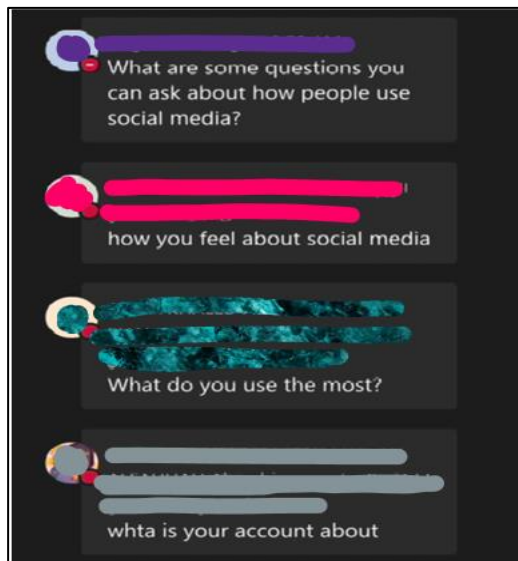 What are some questions you
can ask about how people use
social media?
how you feel about social media
What do you use the most?
whta is your account about